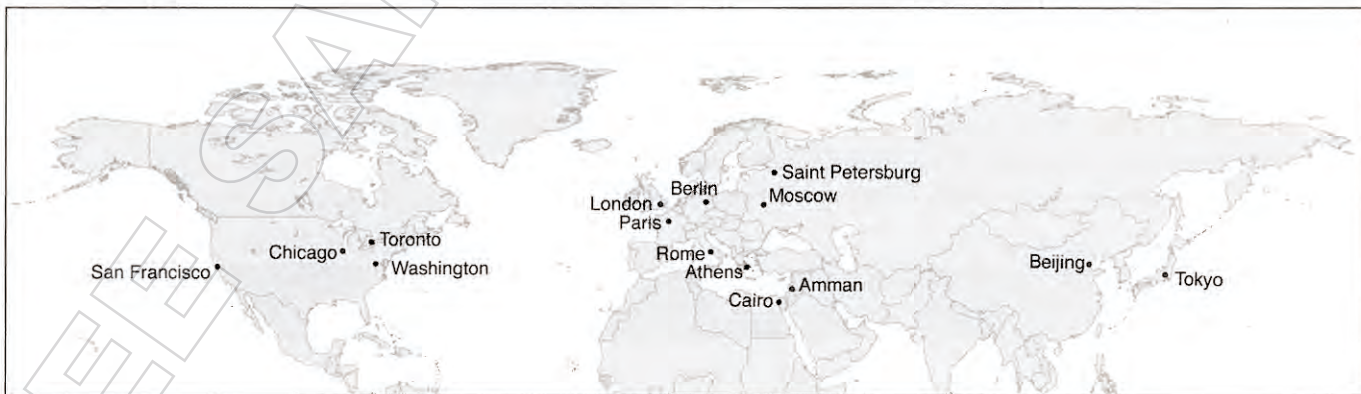 Saint Petersburg
Berlin
Moscow
London
Paris
Toronto
Chicago
Rome
Washington
Athens
San Francisco
Beijing
Tokyo
Amman
Cairo